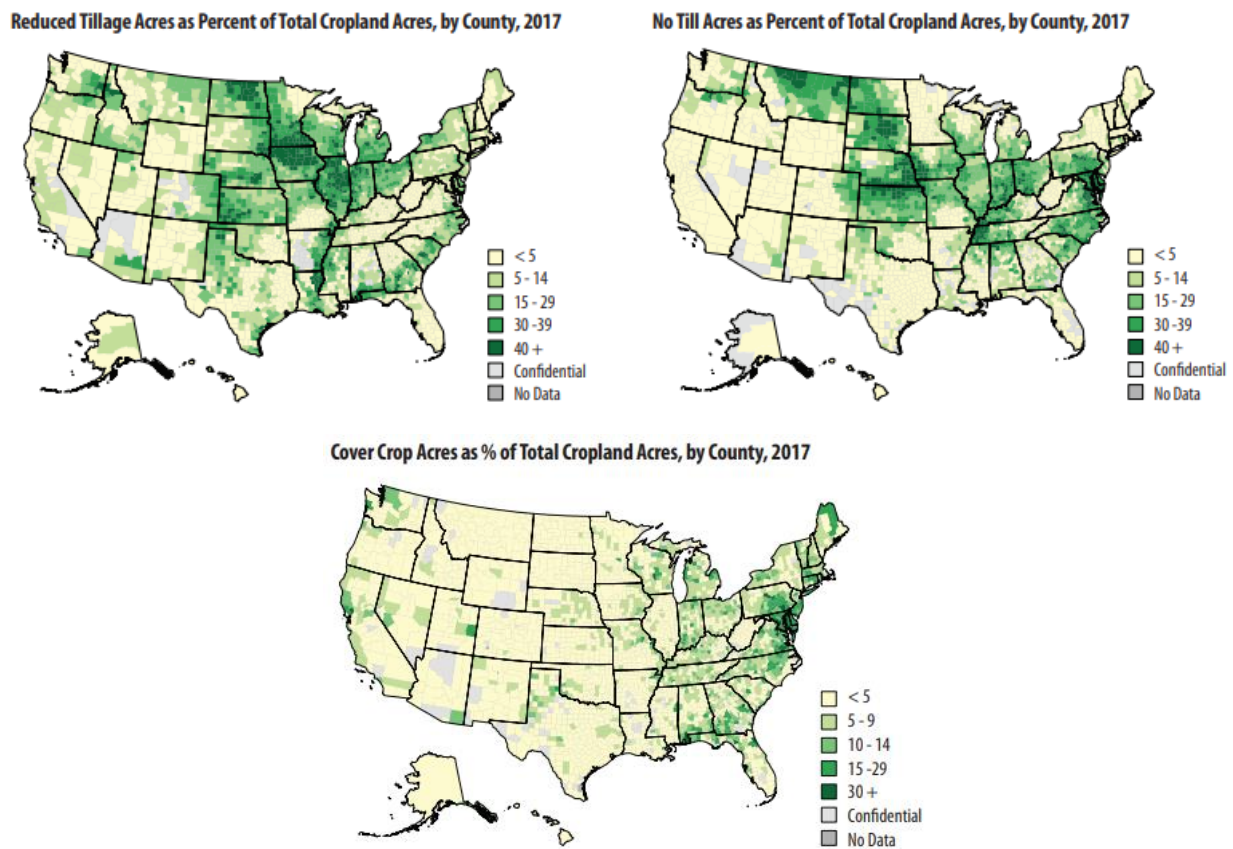 Reduced Tillage Acres as Percent of Total Cropland Acres, by County, 2017
< 5
5 - 14
15 - 29
30 -39
40 +
Confidential
No Data
No Till Acres as Percent of Total Cropland Acres, by County, 2017
< 5
5 - 14
15 - 29
30 -39
40 +
Confidential
No Data
Cover Crop Acres as % of Total Cropland Acres, by County, 2017
< 5
5 - 9
10 - 14
15 -29
30 +
Confidential
No Data